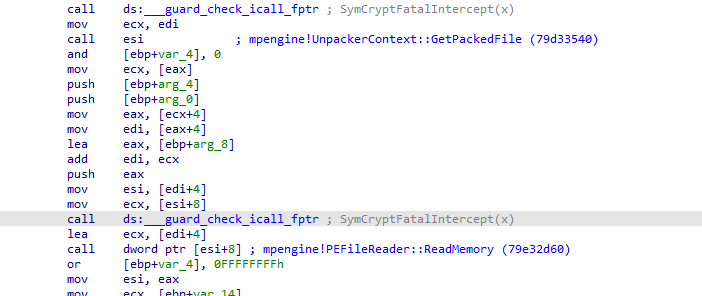 call ds:___guard_check_icall_fptr ; SymCryptFatalIntercept(x)
mov ecx, edi
call esi ; mpengine!UnpackerContext::GetPackedFile (79d33540)
and [ebp+var_4], 0
mov ecx, [eax]
push [ebp+arg_4]
push [ebp+arg_0]
mov eax, [ecx+4]
mov edi, [eax+4]
lea eax, [ebp+arg_8]
add edi, ecx
push eax
mov esi, [edi+4]
mov ecx, [esi+8]
call ds:___guard_check_icall_fptr ; SymCryptFatalIntercept(x)
lea ecx, [edi+4]
call dword ptr [esi+8] ; mpengine!PEFileReader::ReadMemory (79e32d60)
or [ebp+var_4], 0FFFFFFFFh
mov esi, eax
mov ecx, [ebp+var_14]